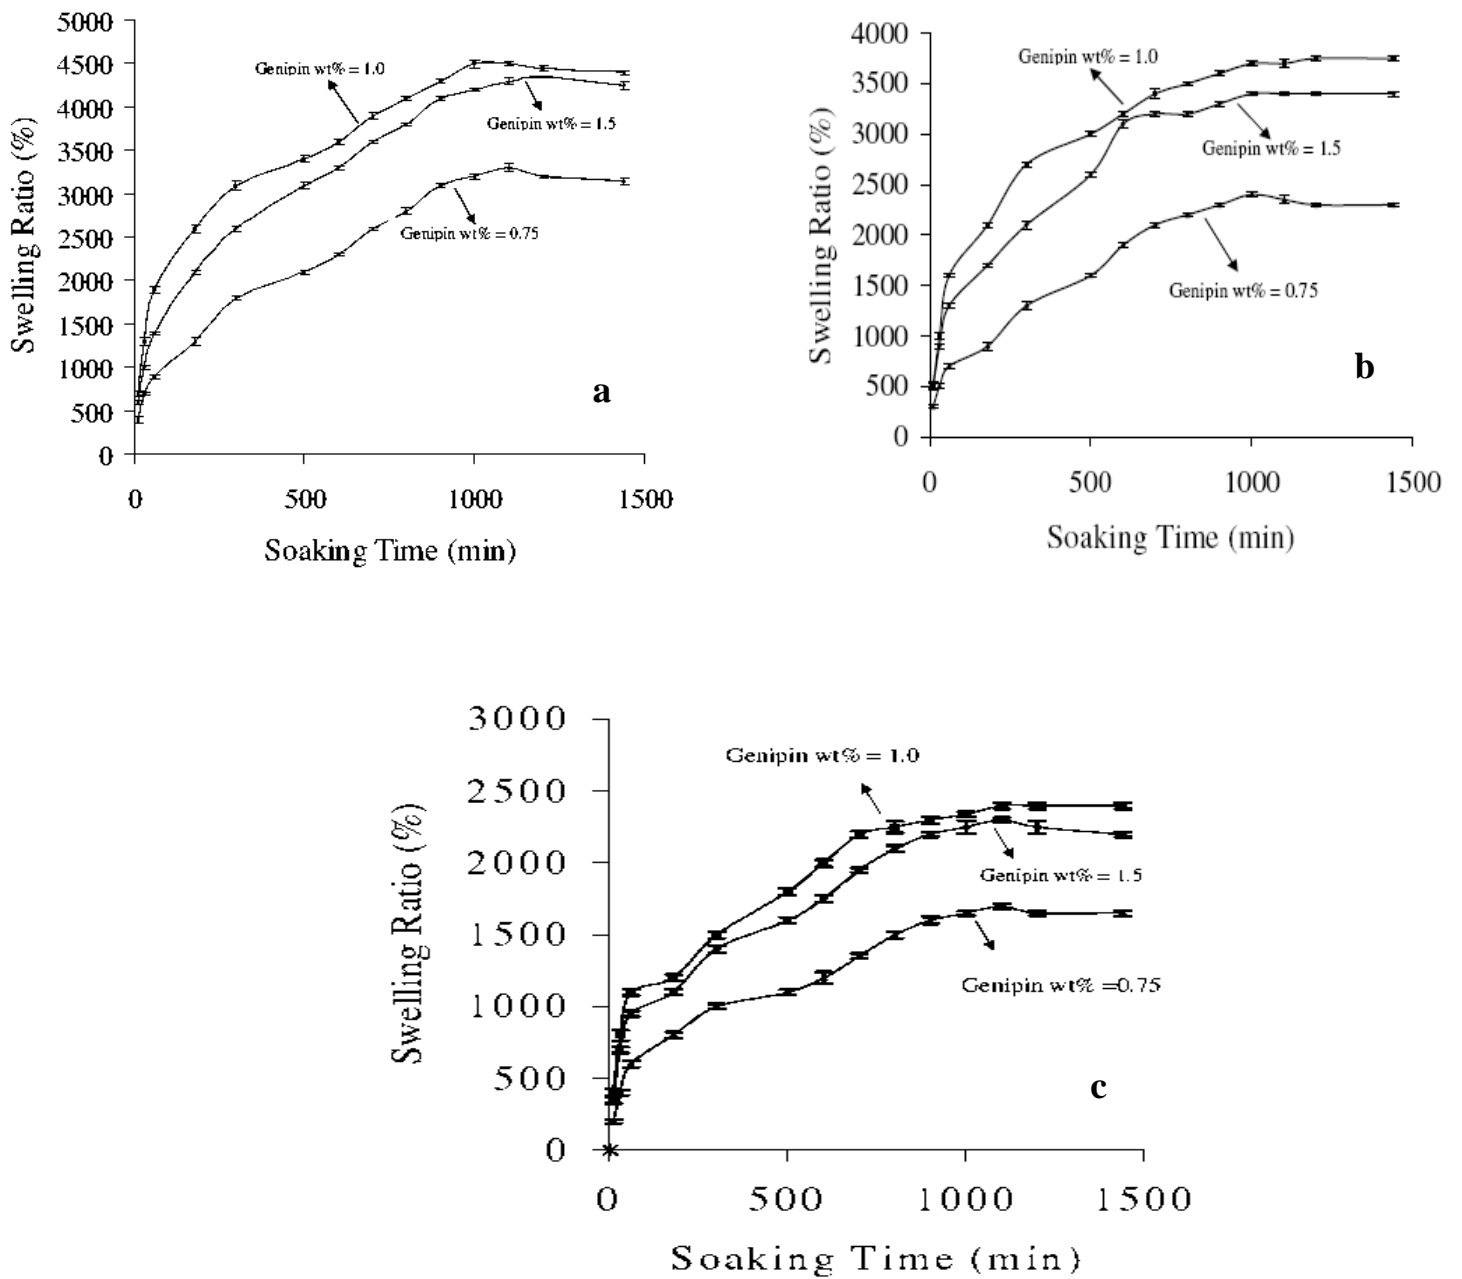 5000
4500
4000
3500
3000
2500
2000
1500
1000
500
0
0 500 1000 1500
Swelling Ratio (%)
Soaking Time (min)
Genipin wt% = 1.0
Genipin wt% = 1.5
Genipin wt% = 0.75
a
4000
3500
3000
2500
2000
1500
1000
500
0
0 500 1000 1500
Swelling Ratio (%)
Soaking Time (min)
Genipin wt% = 1.0
Genipin wt% = 1.5
Genipin wt% = 0.75
b
3000
2500
2000
1500
1000
500
0
0 500 1000 1500
Swelling Ratio (%)
Soaking Time (min)
Genipin wt% = 1.0
Genipin wt% = 1.5
Genipin wt% =0.75
c